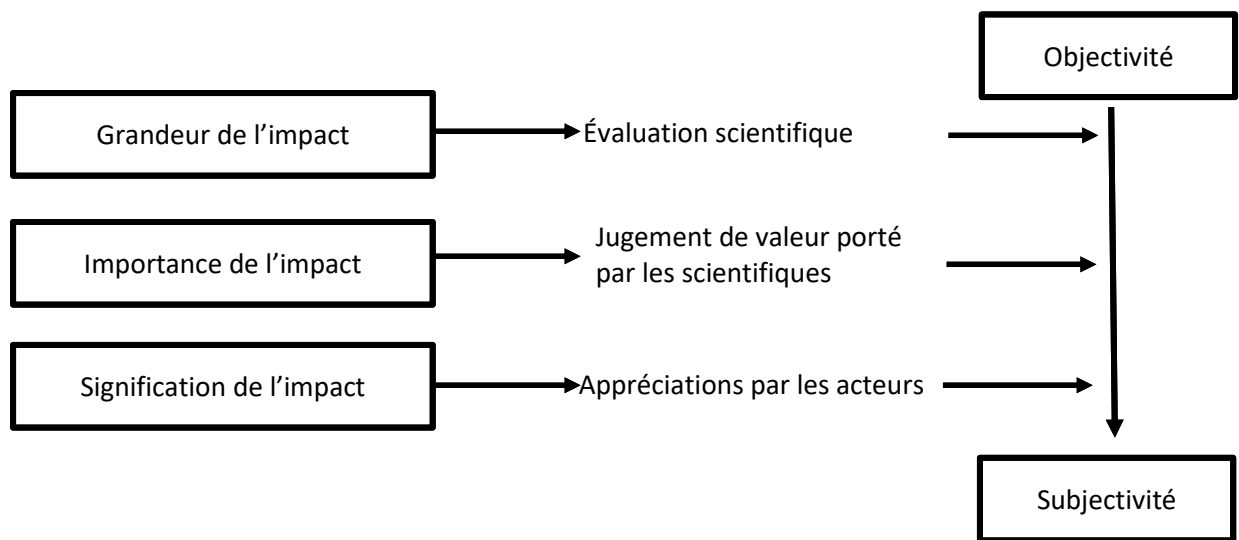 Objectivité
Grandeur de l’impact
Évaluation scientifique
Importance de l’impact
Jugement de valeur porté
par les scientifiques
Signification de l’impact
Appréciations par les acteurs
Subjectivité